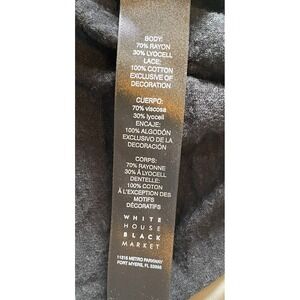 BODY:
70% RAYON
30% LYOCELL
LACE:
100% COTTON
EXCLUSIVE OF
DECORATION
CUERPO:
70% viscosa
30% lyocell
ENCAJE:
100% ALGODÓN
EXCLUSIVO DE LA
DECORACIÓN
CORPS:
70% RAYONNE
30% À LYOCELL
DENTELLE:
100% COTON
À L'EXCEPTION DES
MOTIFS
DÉCORATIFS
WHITE
HOUSE
BLACK
MARKET
11215 METRO PARKWAY
FORT MYERS, FL 33966